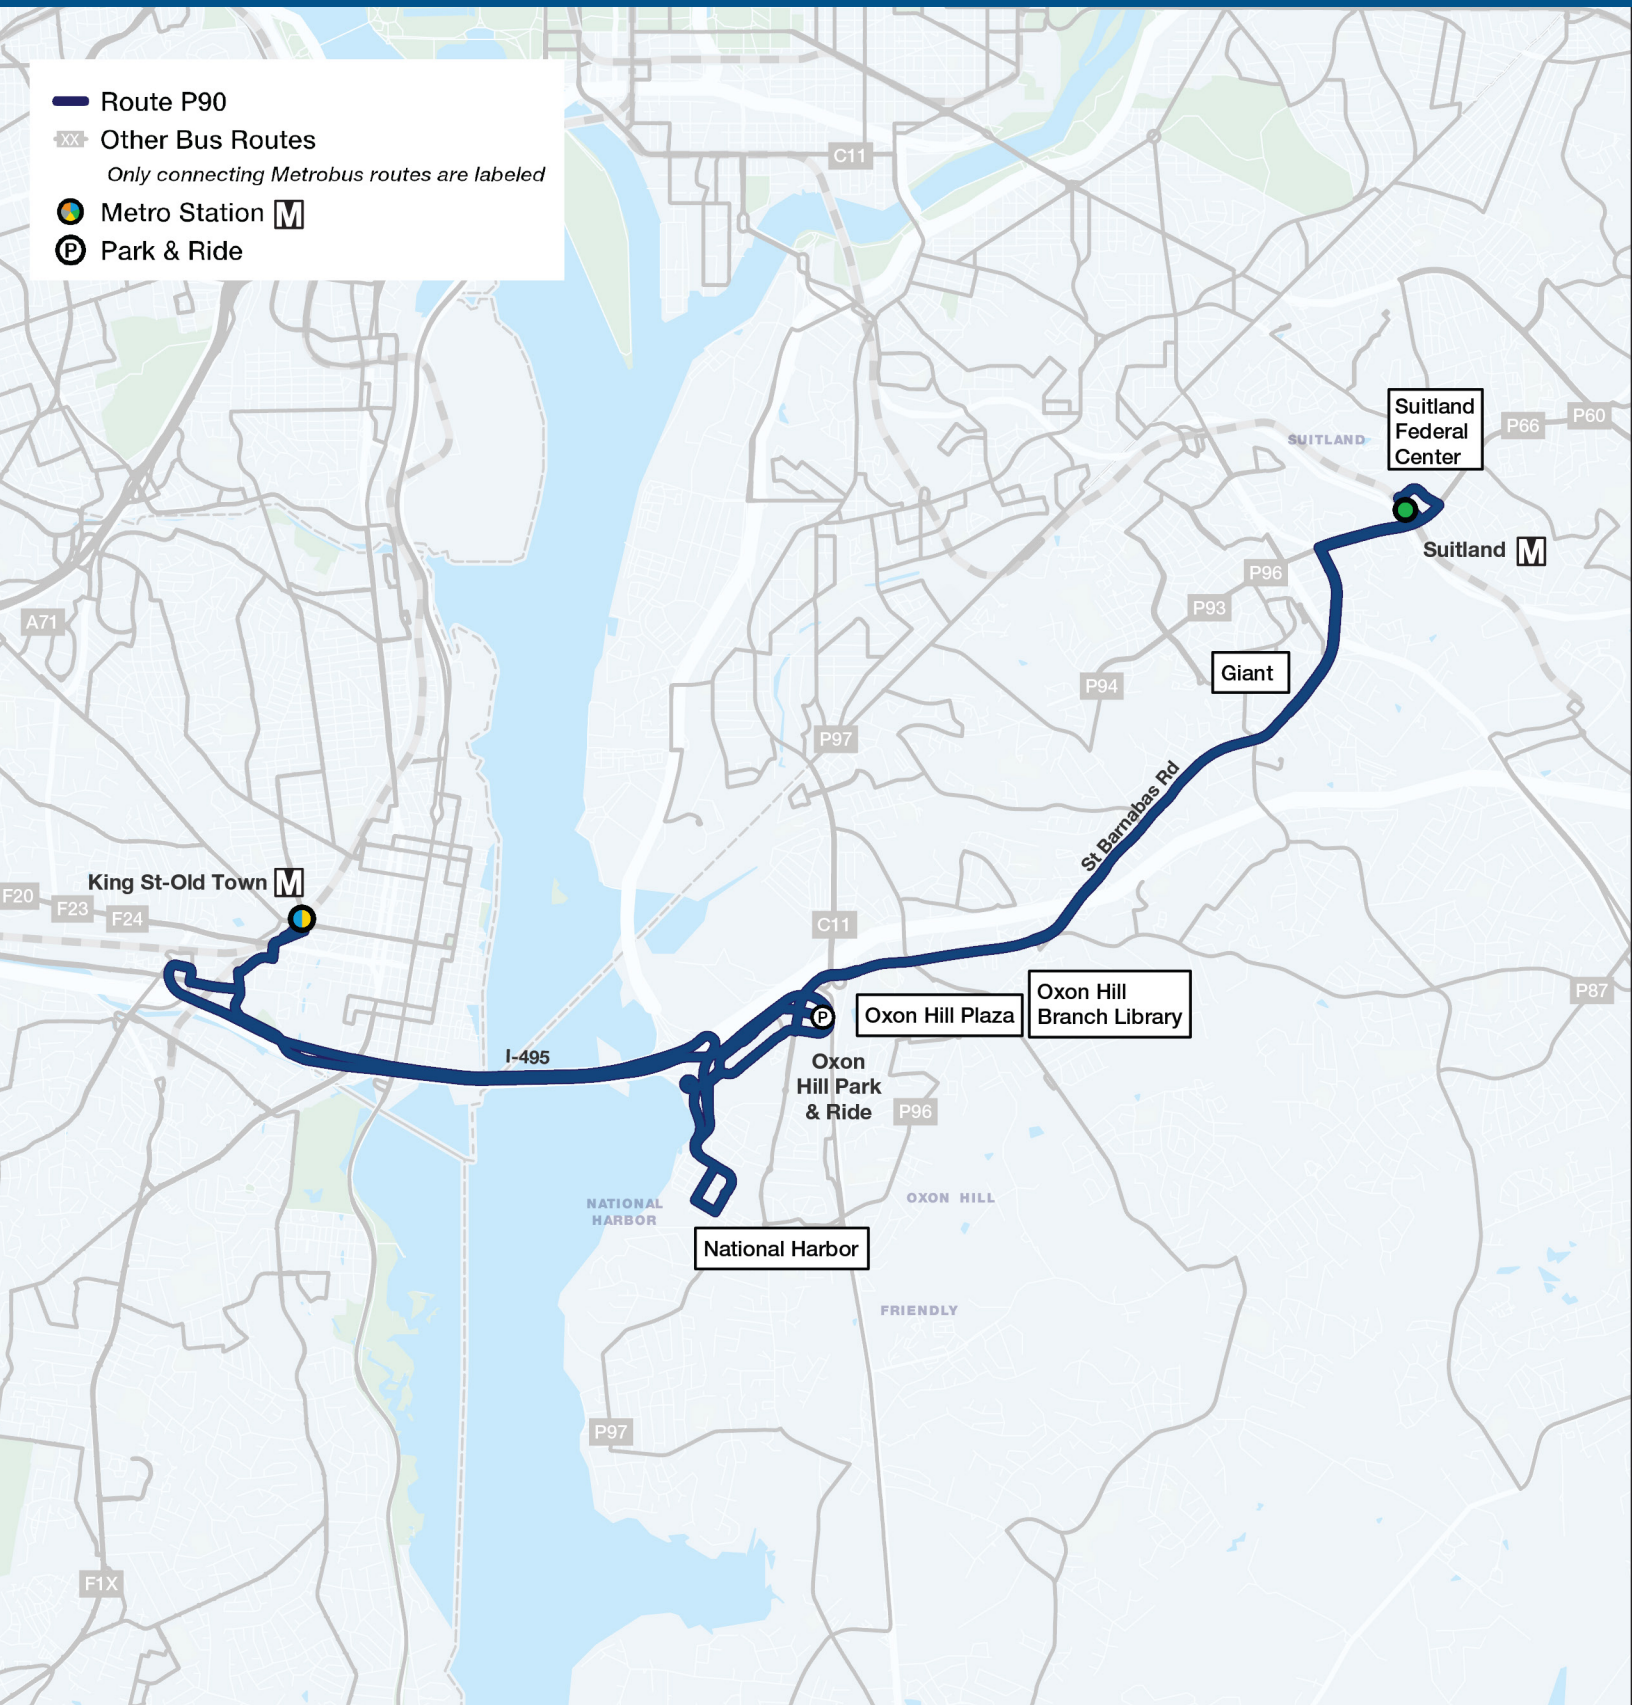 Route P90
XX Other Bus Routes
Only connecting Metrobus routes are labeled
Metro Station M
P Park & Ride
C11
Suitland
Federal
Center
P66
P60
SUITLAND
Suitland M
P96
P93
A71
Giant
P94
P97
St Barnabas Rd
King St-Old Town M
F20
F23
F24
C11
P87
Oxon Hill
Branch Library
Oxon Hill Plaza
P
I-495
Oxon
Hill Park
& Ride
P96
NATIONAL
HARBOR
OXON HILL
National Harbor
FRIENDLY
P97
F1X